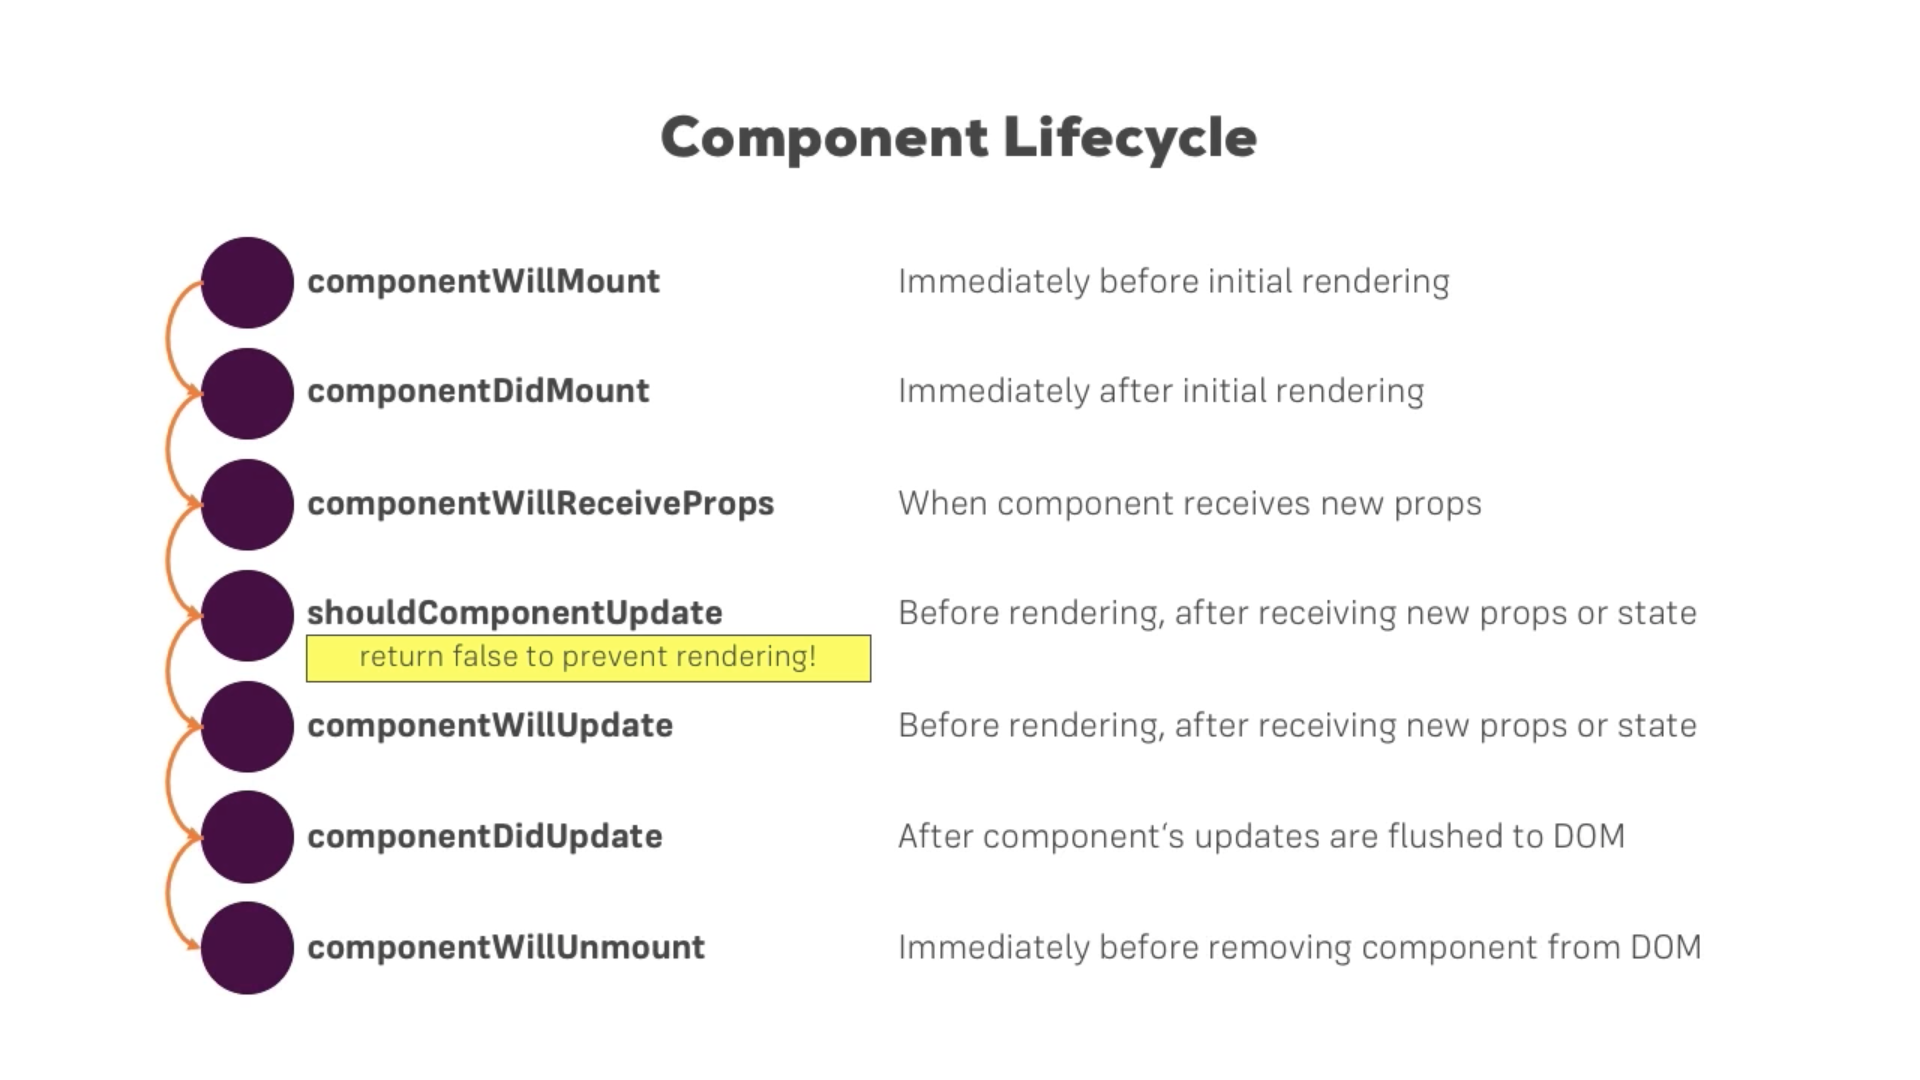 Component Lifecycle
componentWillMount Immediately before initial rendering
componentDidMount Immediately after initial rendering
componentWillReceiveProps When component receives new props
shouldComponentUpdate Before rendering, after receiving new props or state
return false to prevent rendering!
componentWillUpdate Before rendering, after receiving new props or state
componentDidUpdate After component‘s updates are flushed to DOM
componentWillUnmount Immediately before removing component from DOM